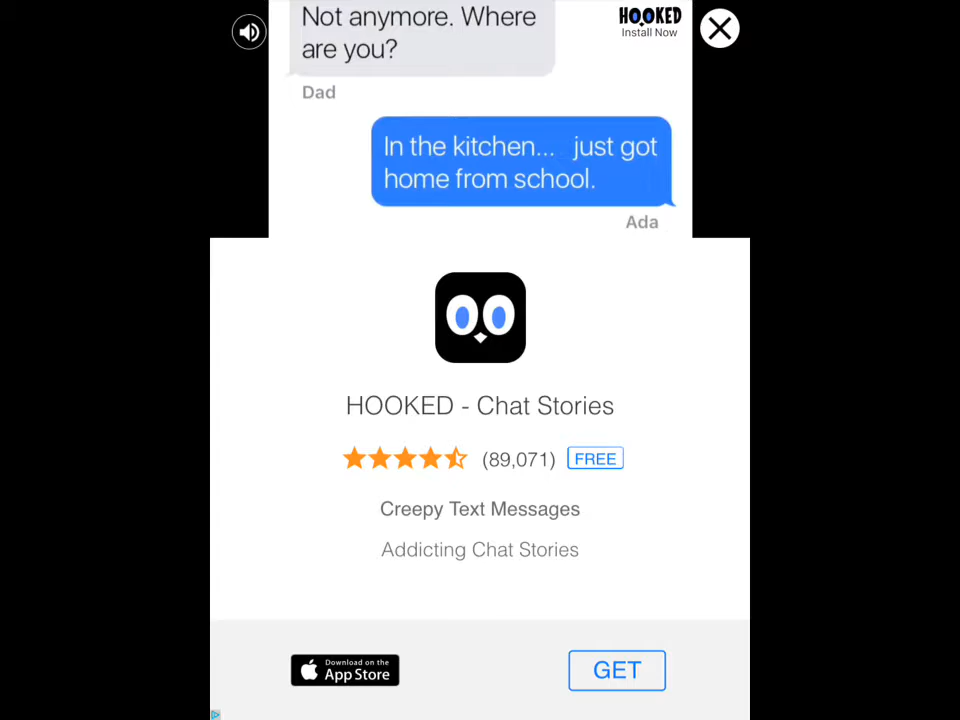 Not anymore. Where
are you?
HOOKED
Install Now
Dad
In the kitchen... just got
home from school.
Ada
HOOKED - Chat Stories
(89,071) FREE
Creepy Text Messages
Addicting Chat Stories
Download on the
App Store
GET